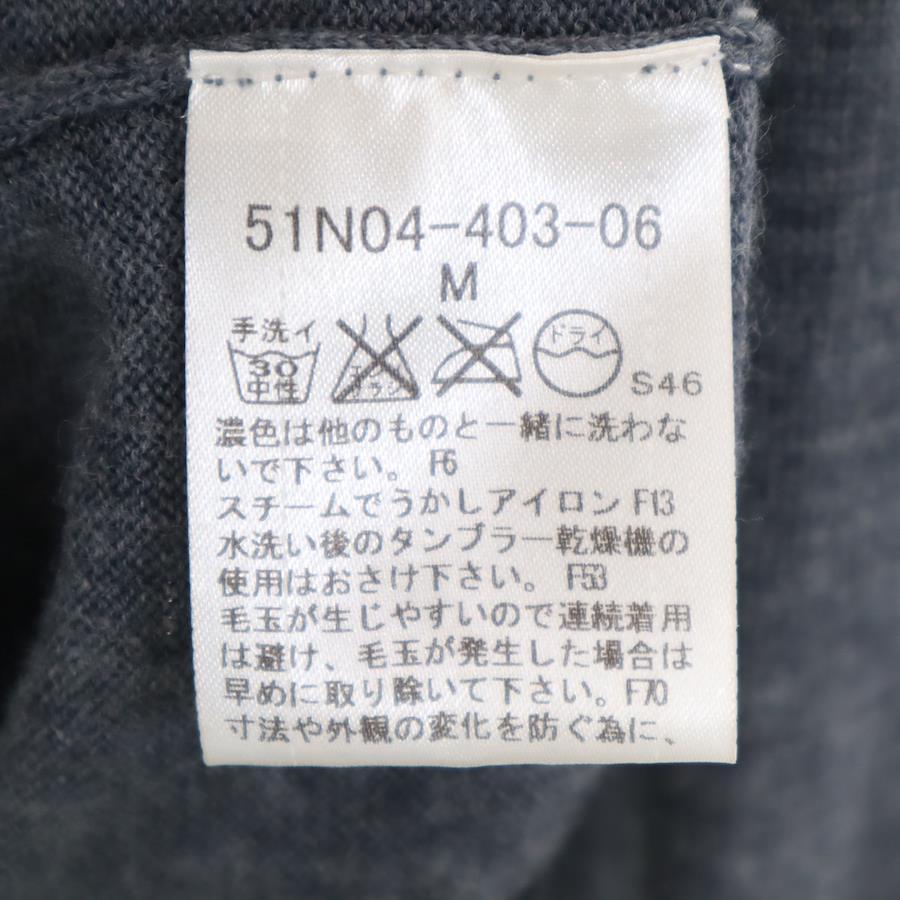 51N04-403-06
M
手洗イ
30
中性
エンソ
サラシ
ドライ
S46
濃色は他のものと一緒に洗わな
いで下さい。 F6
スチームでうかしアイロン F13
水洗い後のタンブラー乾燥機の
使用はおさけ下さい。 F53
毛玉が生じやすいので連続着用
は避け、毛玉が発生した場合は
早めに取り除いて下さい。F70
寸法や外観の変化を防ぐ為に、